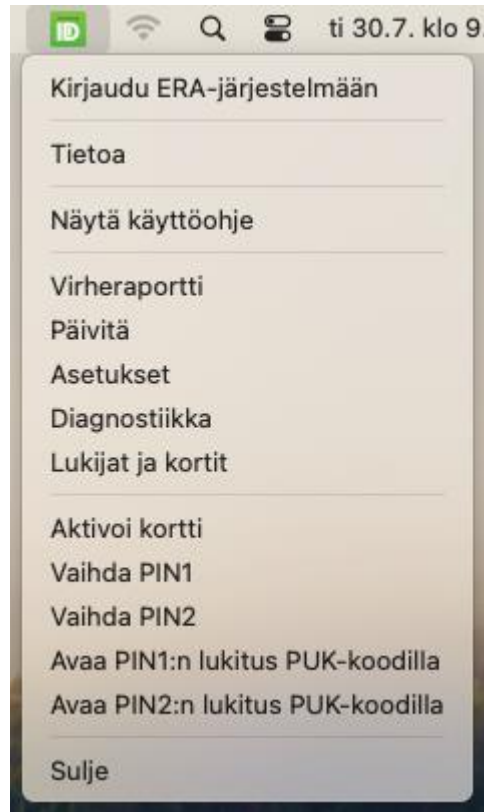 ID
ti 30.7. klo 9.
Kirjaudu ERA-järjestelmään
Tietoa
Näytä käyttöohje
Virheraportti
Päivitä
Asetukset
Diagnostiikka
Lukijat ja kortit
Aktivoi kortti
Vaihda PIN1
Vaihda PIN2
Avaa PIN1:n lukitus PUK-koodilla
Avaa PIN2:n lukitus PUK-koodilla
Sulje